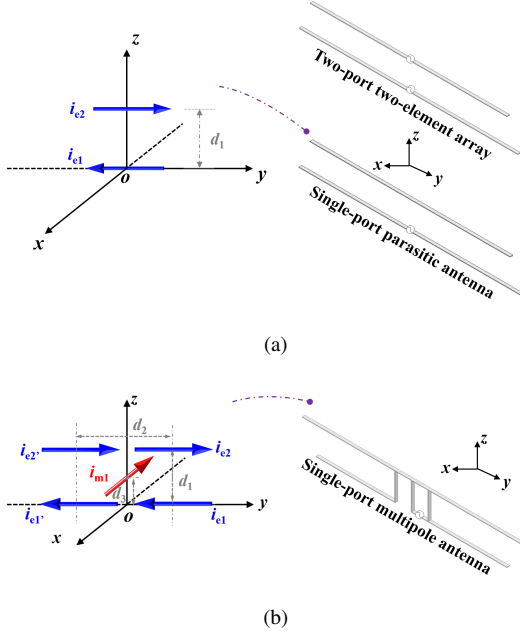 z
i_e2
d_1
i_e1
o
y
x
Two-port two-element array
z
x
y
Single-port parasitic antenna
(a)
z
d_2
i_e2'
i_e2
i_m1
d_3
d_1
i_e1'
o
i_e1
y
x
z
x
y
Single-port multipole antenna
(b)